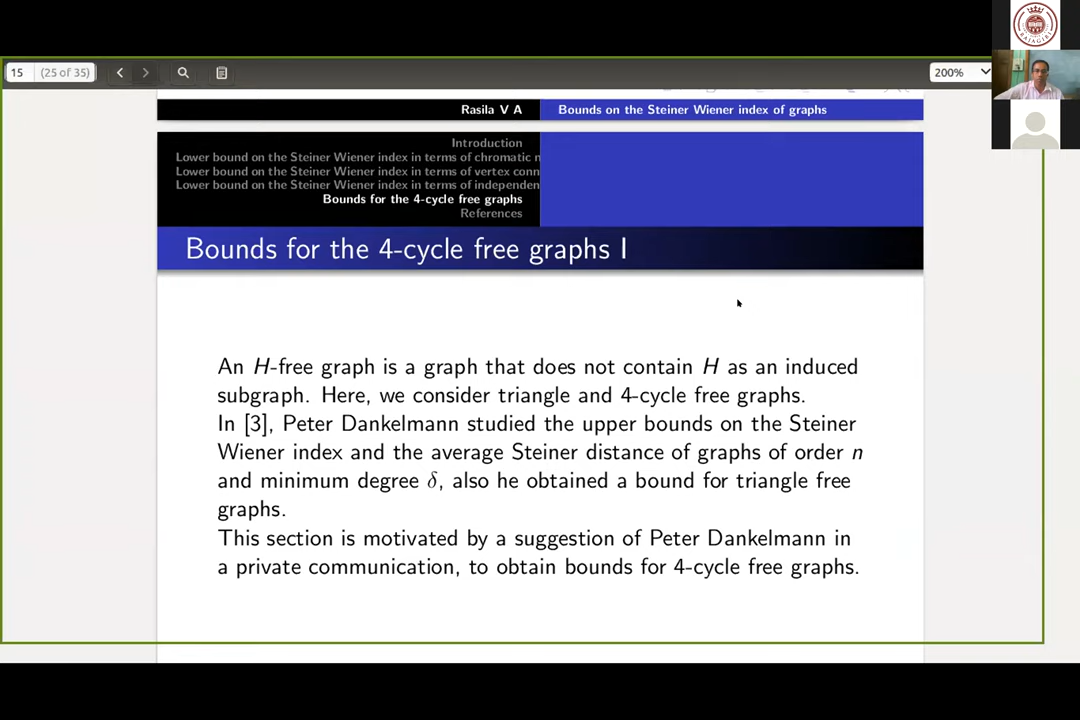 15 (25 of 35)
200%
Rasila V A
Bounds on the Steiner Wiener index of graphs
Introduction
Lower bound on the Steiner Wiener index in terms of chromatic n
Lower bound on the Steiner Wiener index in terms of vertex conn
Lower bound on the Steiner Wiener index in terms of independen
Bounds for the 4-cycle free graphs
References
Bounds for the 4-cycle free graphs I
An H-free graph is a graph that does not contain H as an induced
subgraph. Here, we consider triangle and 4-cycle free graphs.
In [3], Peter Dankelmann studied the upper bounds on the Steiner
Wiener index and the average Steiner distance of graphs of order n
and minimum degree δ, also he obtained a bound for triangle free
graphs.
This section is motivated by a suggestion of Peter Dankelmann in
a private communication, to obtain bounds for 4-cycle free graphs.